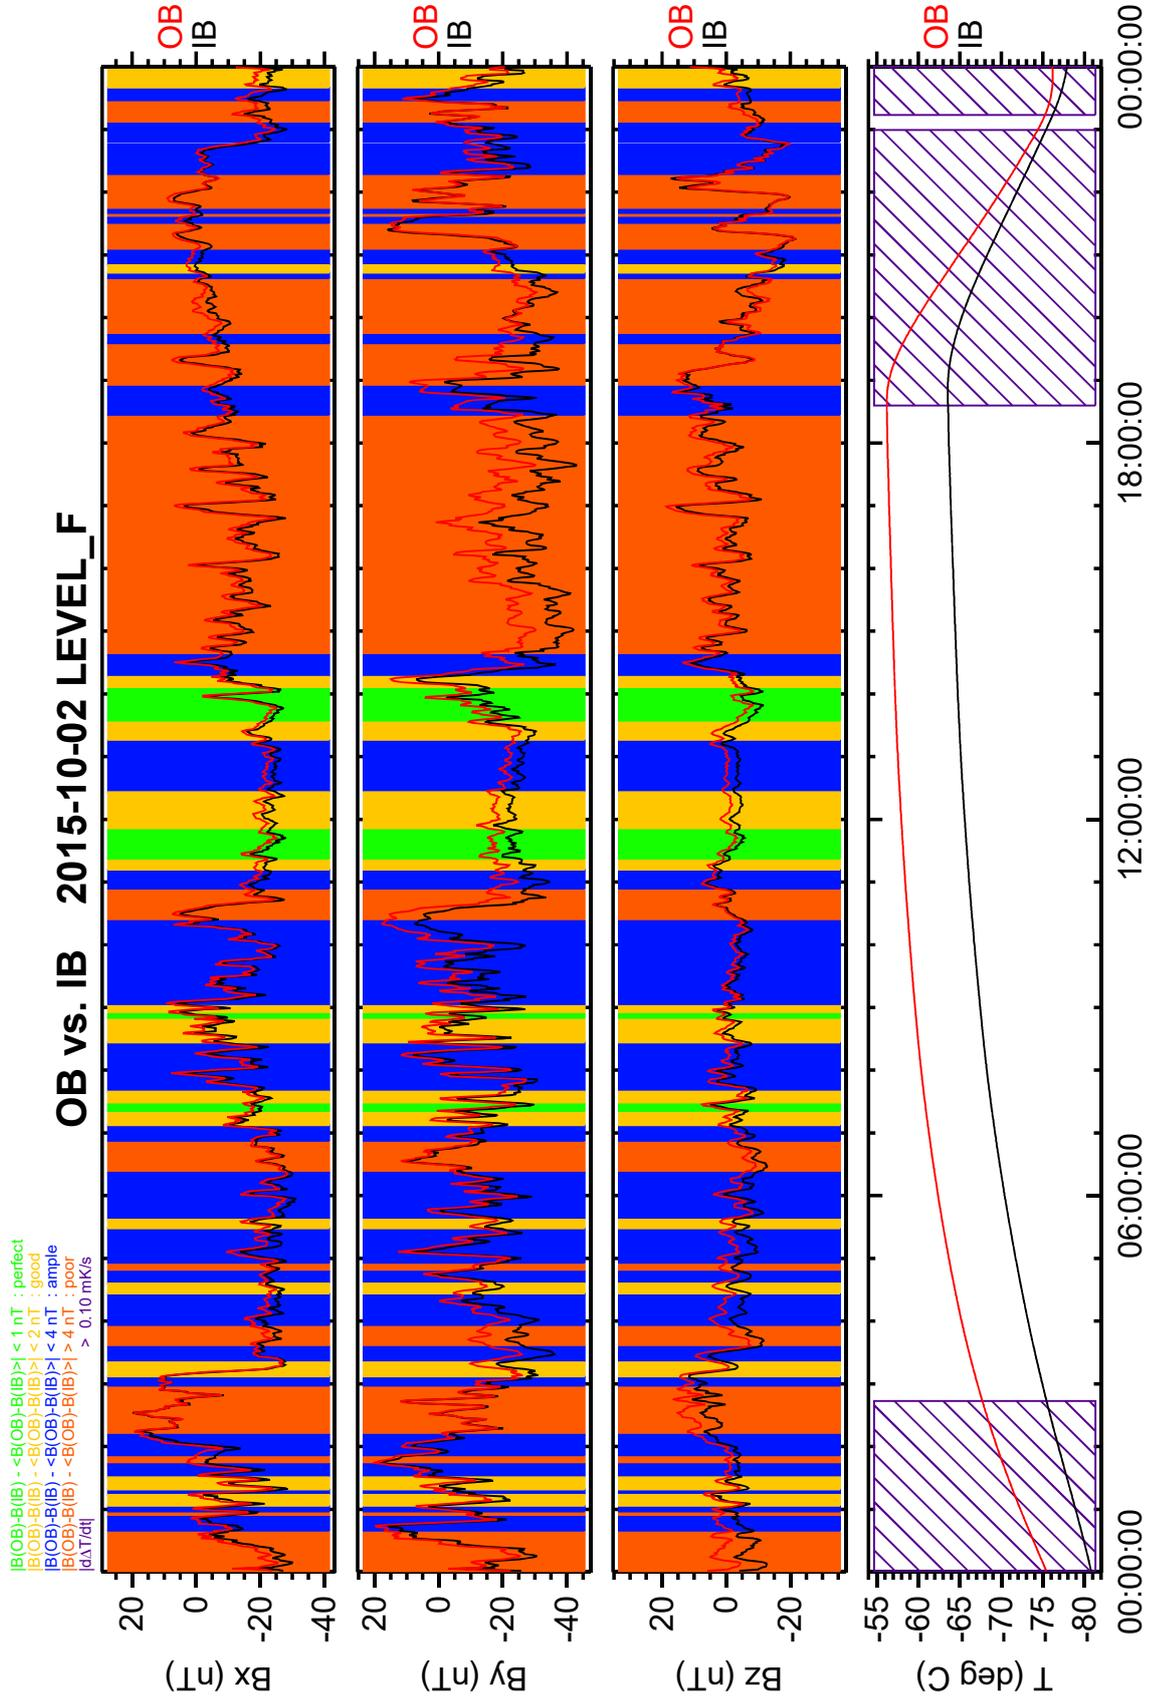 OB vs. IB 2015-10-02 LEVEL_F
|B(OB)-B(IB) - <B(OB)-B(IB)>| < 1 nT : perfect
|B(OB)-B(IB) - <B(OB)-B(IB)>| < 2 nT : good
|B(OB)-B(IB) - <B(OB)-B(IB)>| < 4 nT : ample
|B(OB)-B(IB) - <B(OB)-B(IB)>| > 4 nT : poor
|dΔT/dt| > 0.10 mK/s
Bx (nT)
20
0
-20
-40
OB
IB
By (nT)
20
0
-20
-40
OB
IB
Bz (nT)
20
0
-20
OB
IB
T (deg C)
-55
-60
-65
-70
-75
-80
OB
IB
00:00:00 06:00:00 12:00:00 18:00:00 00:00:00